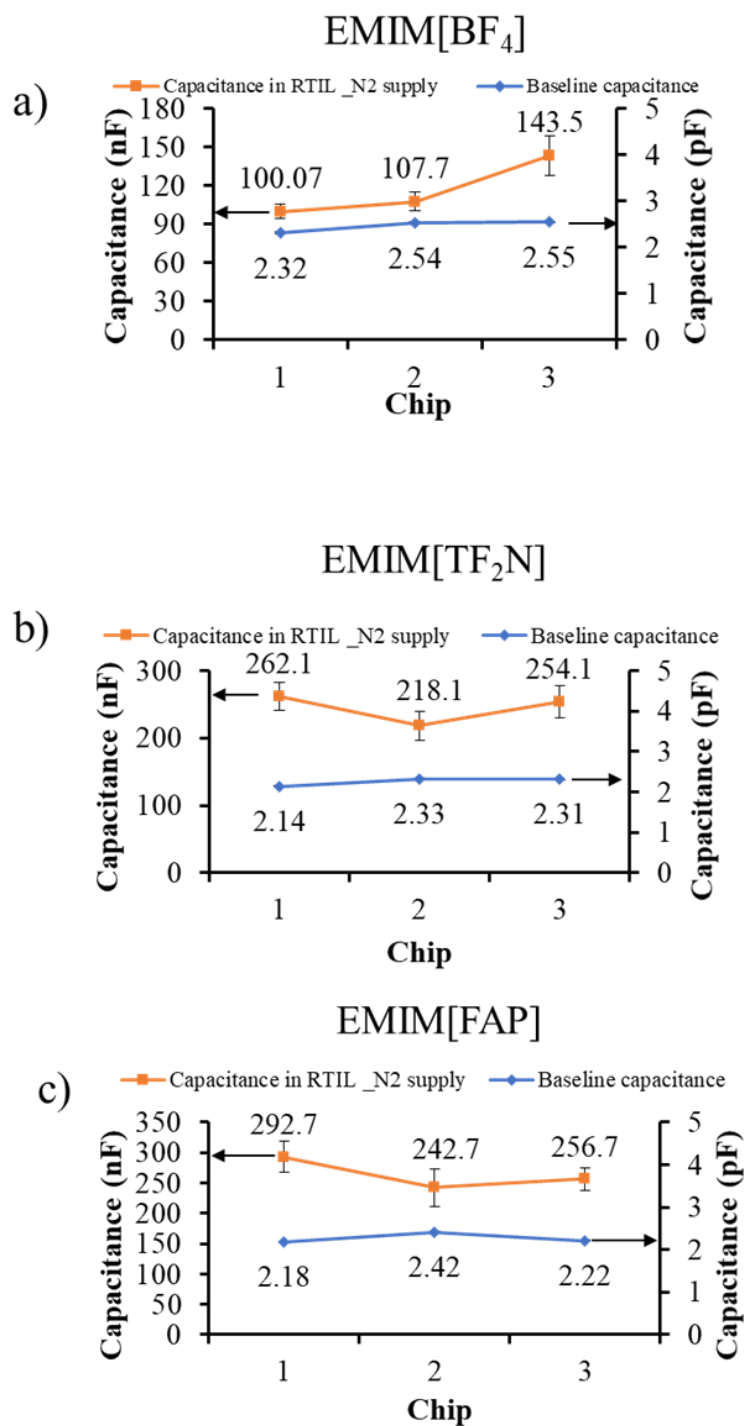 EMIM[BF₄]
a)
Capacitance in RTIL _N2 supply
Baseline capacitance
Capacitance (nF)
180
150
120
90
60
30
0
100.07
107.7
143.5
2.32
2.54
2.55
5
4
3
2
1
0
Capacitance (pF)
1 2 3
Chip
EMIM[TF₂N]
b)
Capacitance in RTIL _N2 supply
Baseline capacitance
Capacitance (nF)
300
200
100
0
262.1
218.1
254.1
2.14
2.33
2.31
5
4
3
2
1
0
Capacitance (pF)
1 2 3
Chip
EMIM[FAP]
c)
Capacitance in RTIL _N2 supply
Baseline capacitance
Capacitance (nF)
350
300
250
200
150
100
50
0
292.7
242.7
256.7
2.18
2.42
2.22
5
4
3
2
1
0
Capacitance (pF)
1 2 3
Chip